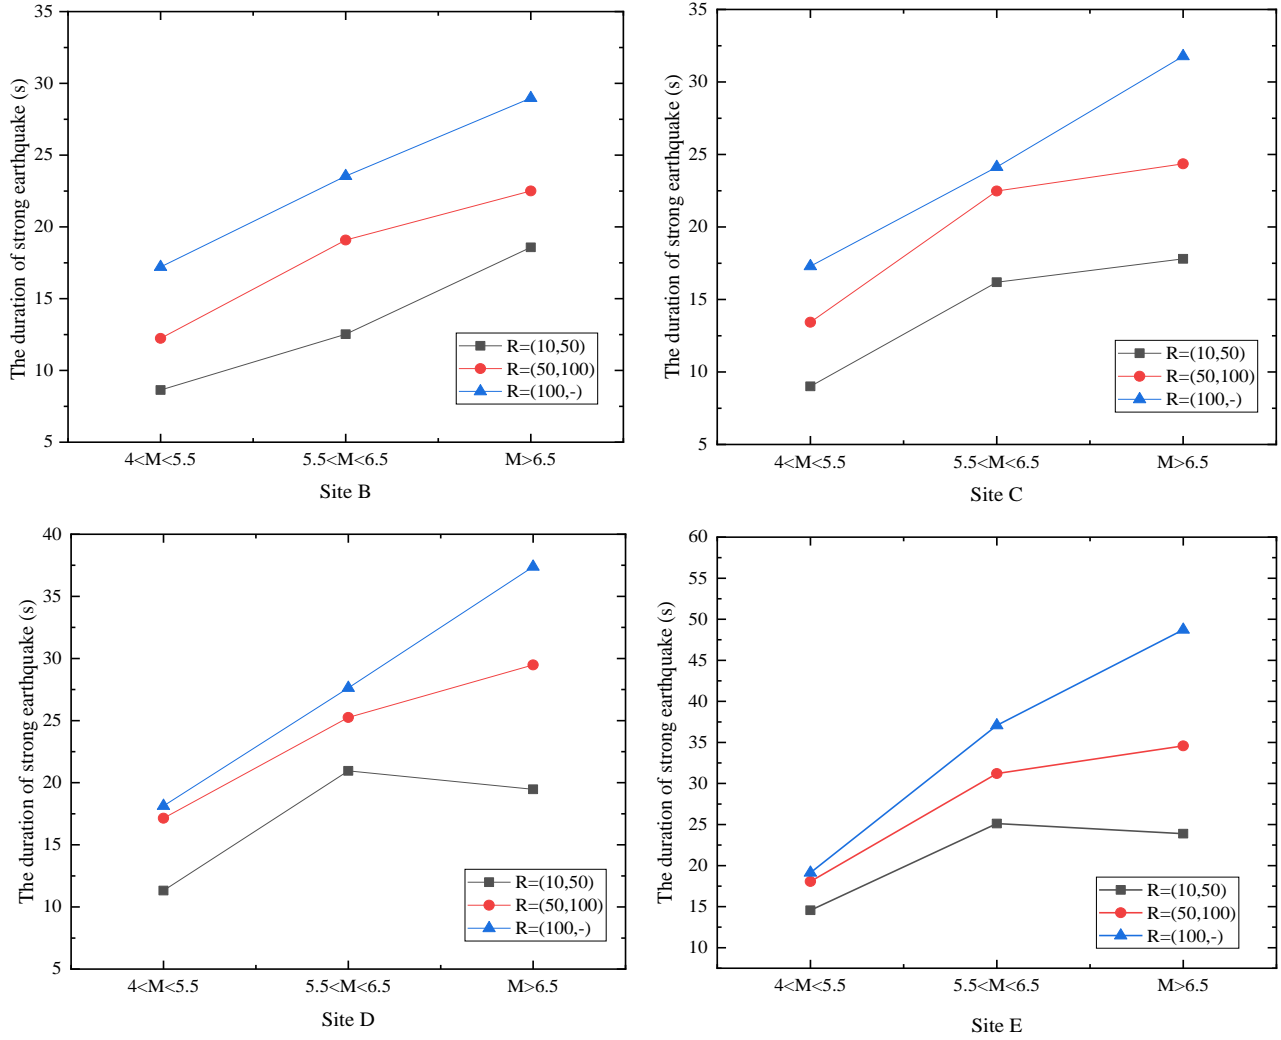 The duration of strong earthquake (s)
35
30
25
20
15
10
5
4<M<5.5
5.5<M<6.5
M>6.5
Site B
R=(10,50)
R=(50,100)
R=(100,-)
The duration of strong earthquake (s)
35
30
25
20
15
10
5
4<M<5.5
5.5<M<6.5
M>6.5
Site C
R=(10,50)
R=(50,100)
R=(100,-)
The duration of strong earthquake (s)
40
35
30
25
20
15
10
5
4<M<5.5
5.5<M<6.5
M>6.5
Site D
R=(10,50)
R=(50,100)
R=(100,-)
The duration of strong earthquake (s)
60
55
50
45
40
35
30
25
20
15
10
4<M<5.5
5.5<M<6.5
M>6.5
Site E
R=(10,50)
R=(50,100)
R=(100,-)